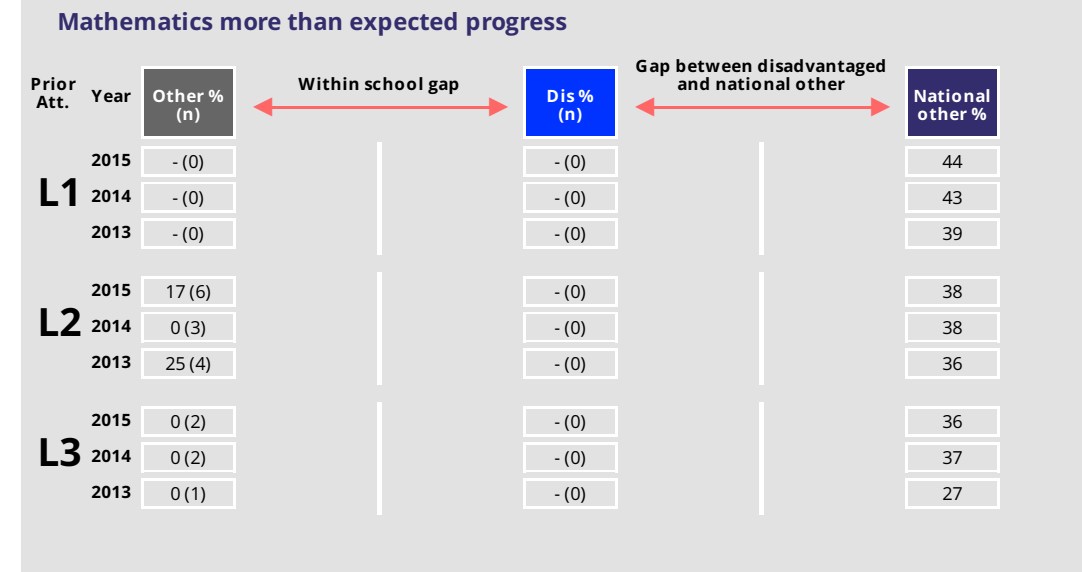 Mathematics more than expected progress
Prior Att.
Year
Other % (n)
Within school gap
Dis % (n)
Gap between disadvantaged
and national other
National other %
L1
2015 - (0) - (0) 44
2014 - (0) - (0) 43
2013 - (0) - (0) 39
L2
2015 17 (6) - (0) 38
2014 0 (3) - (0) 38
2013 25 (4) - (0) 36
L3
2015 0 (2) - (0) 36
2014 0 (2) - (0) 37
2013 0 (1) - (0) 27